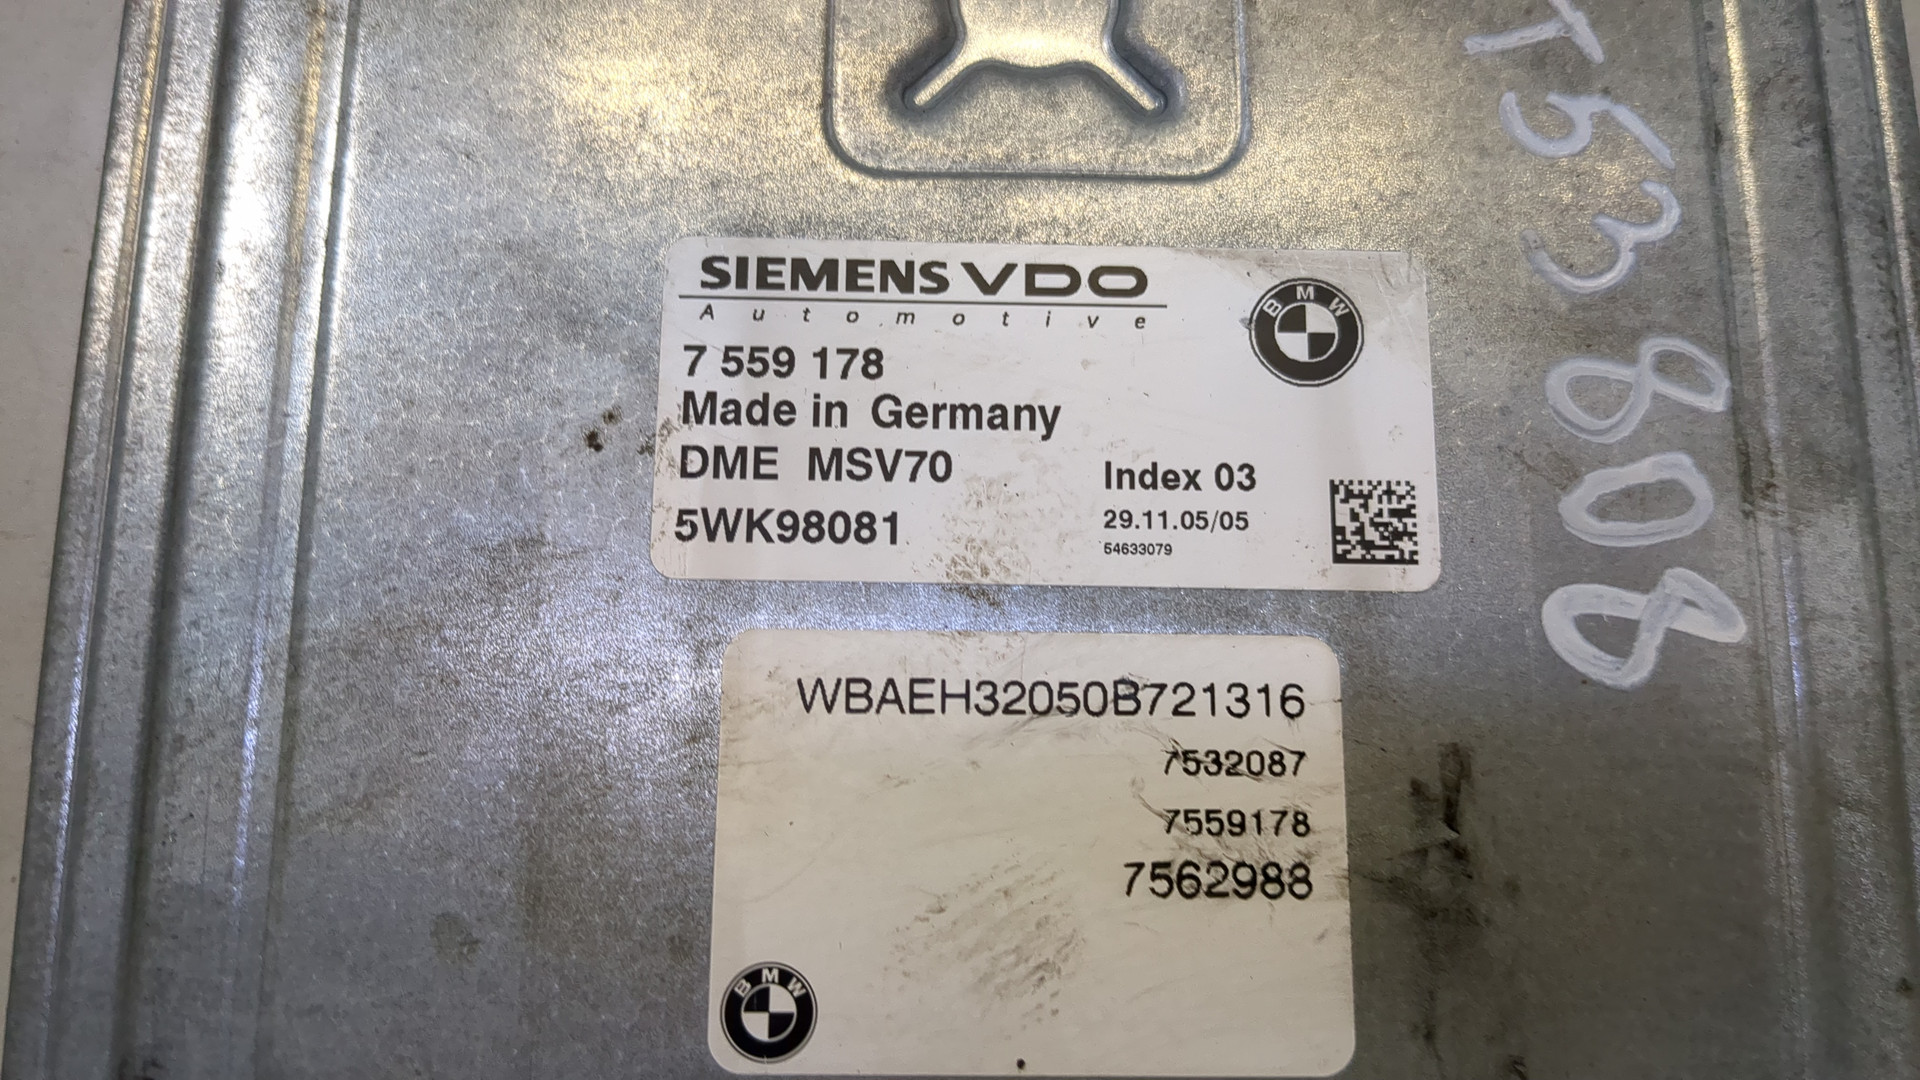 SIEMENS VDO
Automotive
BMW
7 559 178
Made in Germany
DME MSV70
Index 03
5WK98081
29.11.05/05
54633079
WBAEH32050B721316
7532087
7559178
7562988
BMW
T53808